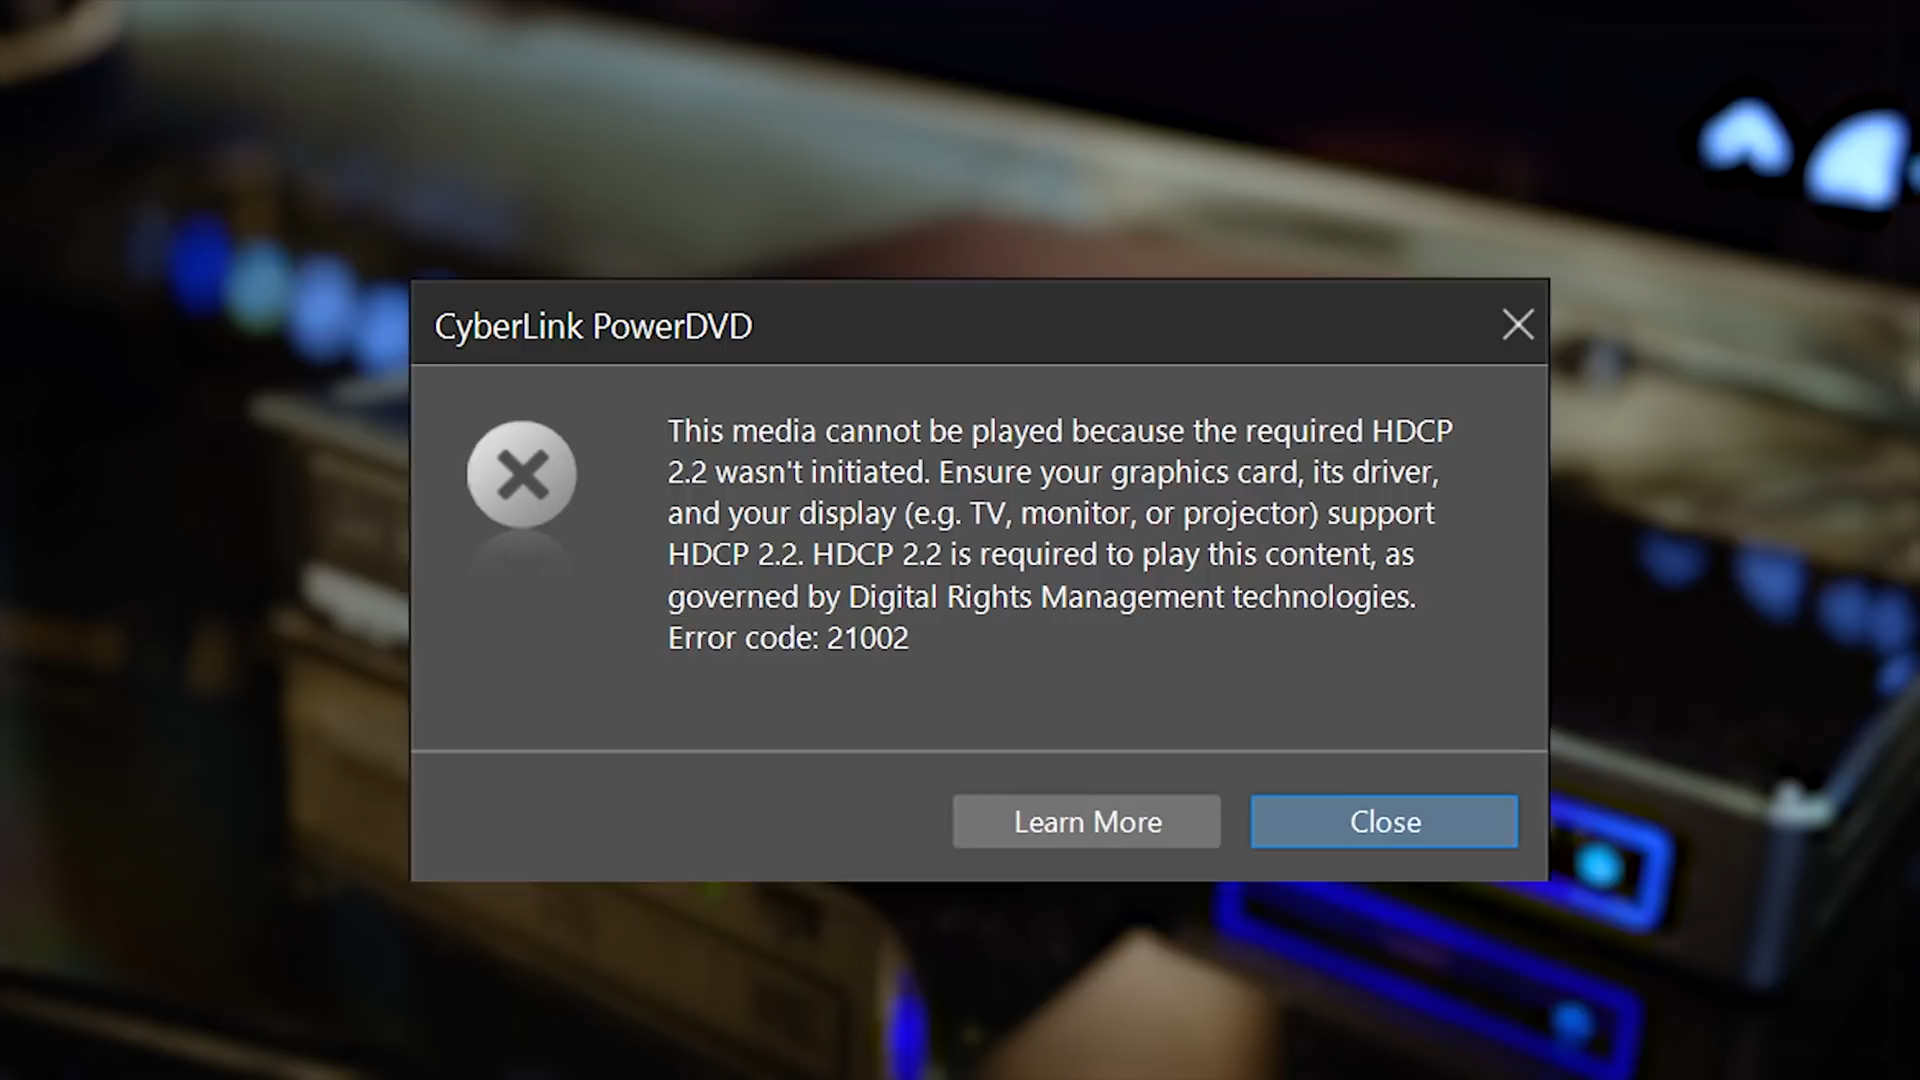 CyberLink PowerDVD
This media cannot be played because the required HDCP
2.2 wasn't initiated. Ensure your graphics card, its driver,
and your display (e.g. TV, monitor, or projector) support
HDCP 2.2. HDCP 2.2 is required to play this content, as
governed by Digital Rights Management technologies.
Error code: 21002
Learn More
Close